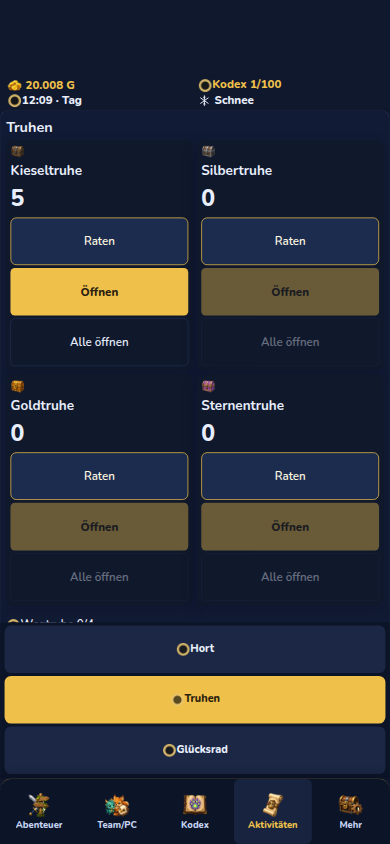 20.008 G
Kodex 1/100
12:09 · Tag
Schnee
Truhen
Kieseltruhe
5
Raten
Öffnen
Alle öffnen
Silbertruhe
0
Raten
Öffnen
Alle öffnen
Goldtruhe
0
Raten
Öffnen
Alle öffnen
Sternentruhe
0
Raten
Öffnen
Alle öffnen
Hort
Truhen
Glücksrad
Abenteuer
Team/PC
Kodex
Aktivitäten
Mehr